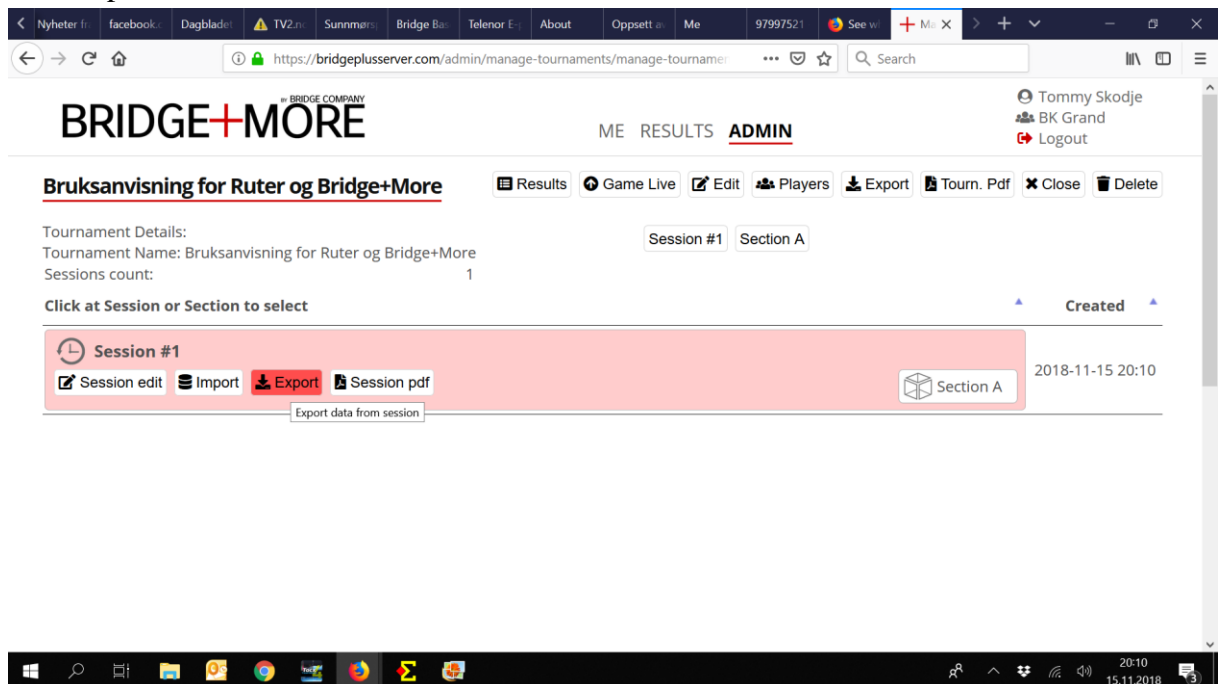 Nyheter fr
facebook.c
Dagbladet
TV2.no
Sunnmørsp
Bridge Bas
Telenor E-p
About
Oppsett av
Me
97997521
See wl
Ma
https://bridgeplusserver.com/admin/manage-tournaments/manage-tournamen
Search
BY BRIDGE COMPANY
BRIDGE+MORE
ME RESULTS ADMIN
Tommy Skodje
BK Grand
Logout
Bruksanvisning for Ruter og Bridge+More
Results Game Live Edit Players Export Tourn. Pdf Close Delete
Tournament Details:
Tournament Name: Bruksanvisning for Ruter og Bridge+More
Sessions count: 1
Session #1 Section A
Click at Session or Section to select
Created
Session #1
Session edit Import Export Session pdf
Section A
2018-11-15 20:10
Export data from session
20:10
15.11.2018
3